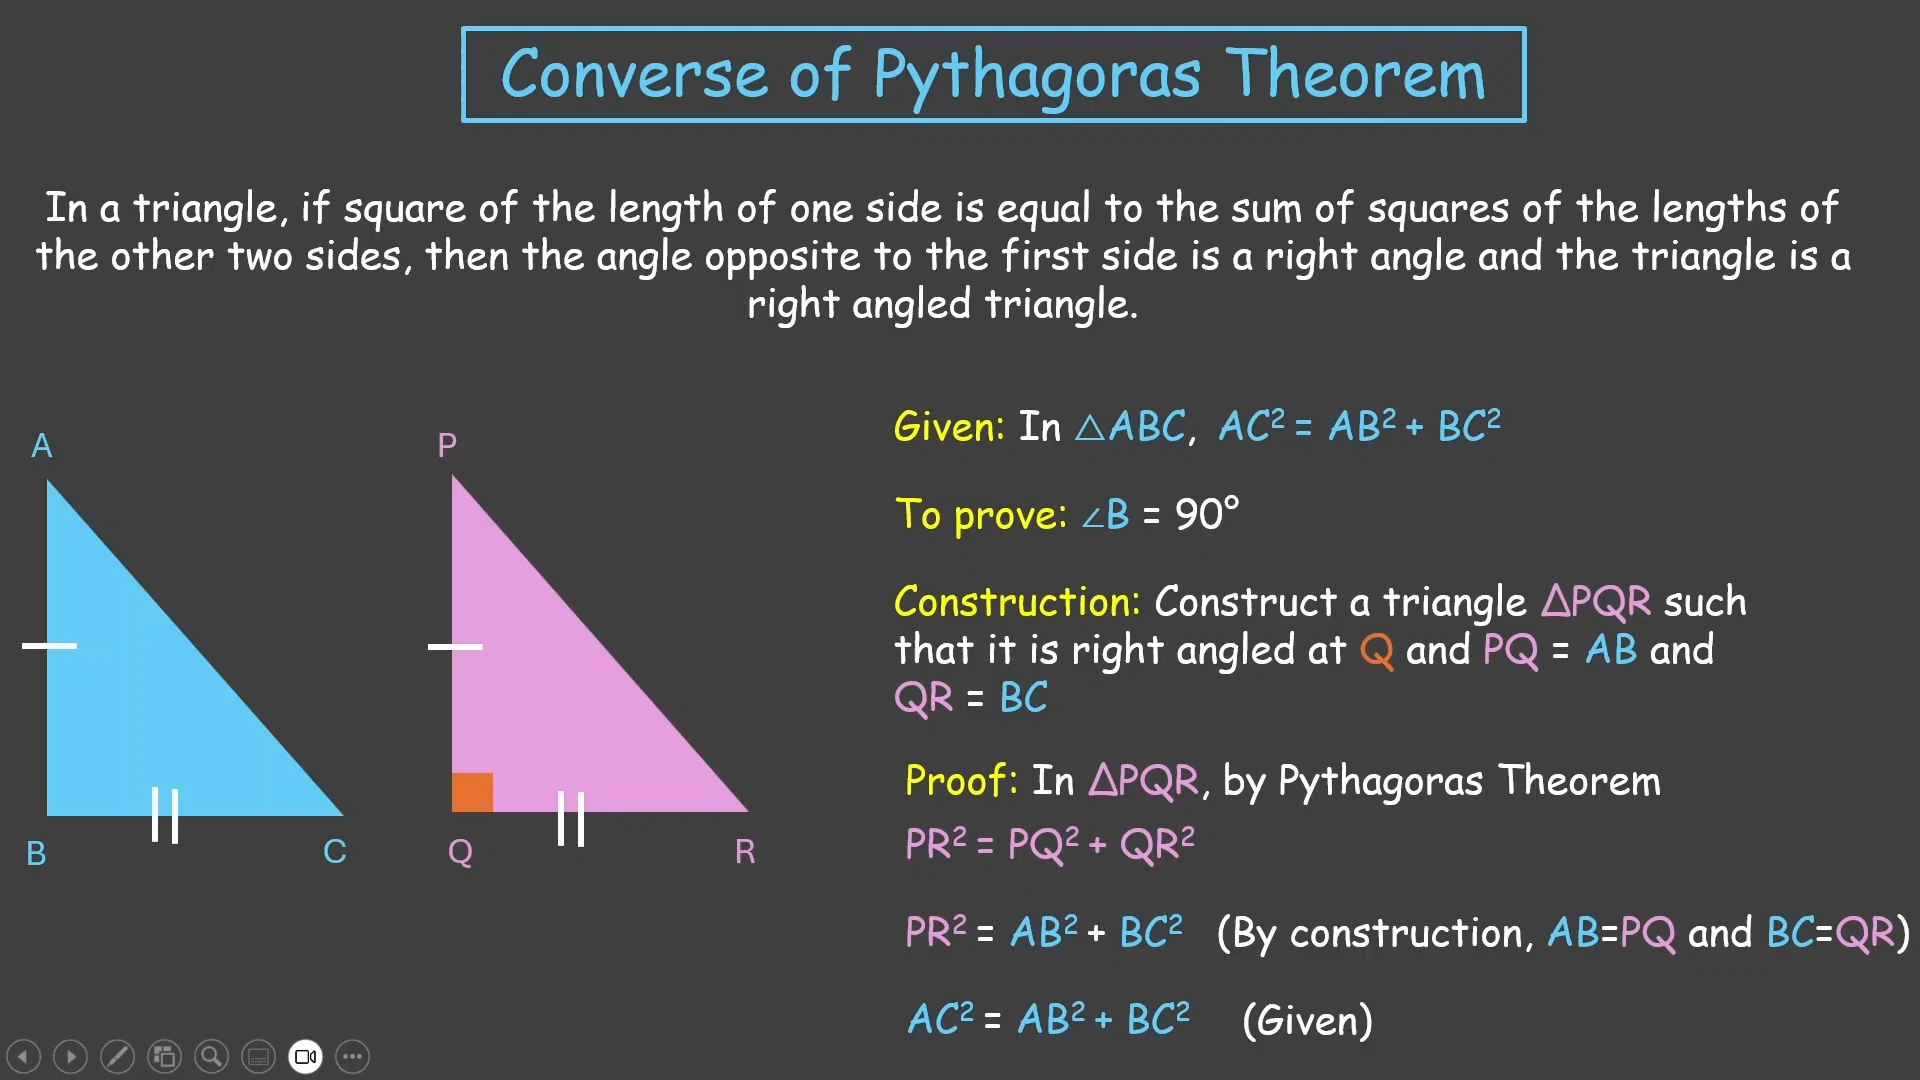 Converse of Pythagoras Theorem
In a triangle, if square of the length of one side is equal to the sum of squares of the lengths of
the other two sides, then the angle opposite to the first side is a right angle and the triangle is a
right angled triangle.
A
B
C
P
Q
R
Given: In △ABC, AC² = AB² + BC²
To prove: ∠B = 90°
Construction: Construct a triangle ΔPQR such
that it is right angled at Q and PQ = AB and
QR = BC
Proof: In ΔPQR, by Pythagoras Theorem
PR² = PQ² + QR²
PR² = AB² + BC² (By construction, AB=PQ and BC=QR)
AC² = AB² + BC² (Given)